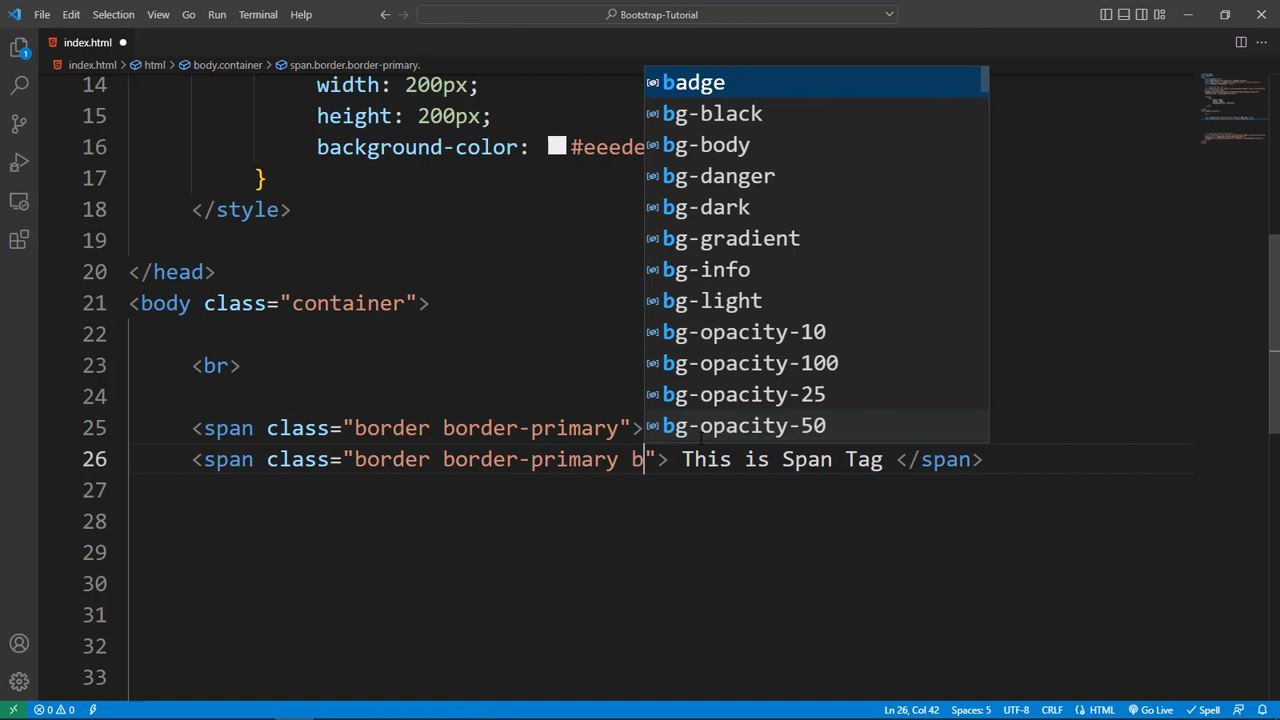 File Edit Selection View Go Run Terminal Help Bootstrap-Tutorial
index.html
index.html > html > body.container > span.border.border-primary.
1
14 width: 200px;
15 height: 200px;
16 background-color: #eeede
17 }
18 </style>
19
20 </head>
21 <body class="container">
22
23 <br>
24
25 <span class="border border-primary">
26 <span class="border border-primary b"> This is Span Tag </span>
27
28
29
30
31
32
33
badge
bg-black
bg-body
bg-danger
bg-dark
bg-gradient
bg-info
bg-light
bg-opacity-10
bg-opacity-100
bg-opacity-25
bg-opacity-50
0 0 Ln 26, Col 42 Spaces: 5 UTF-8 CRLF HTML Go Live Spell